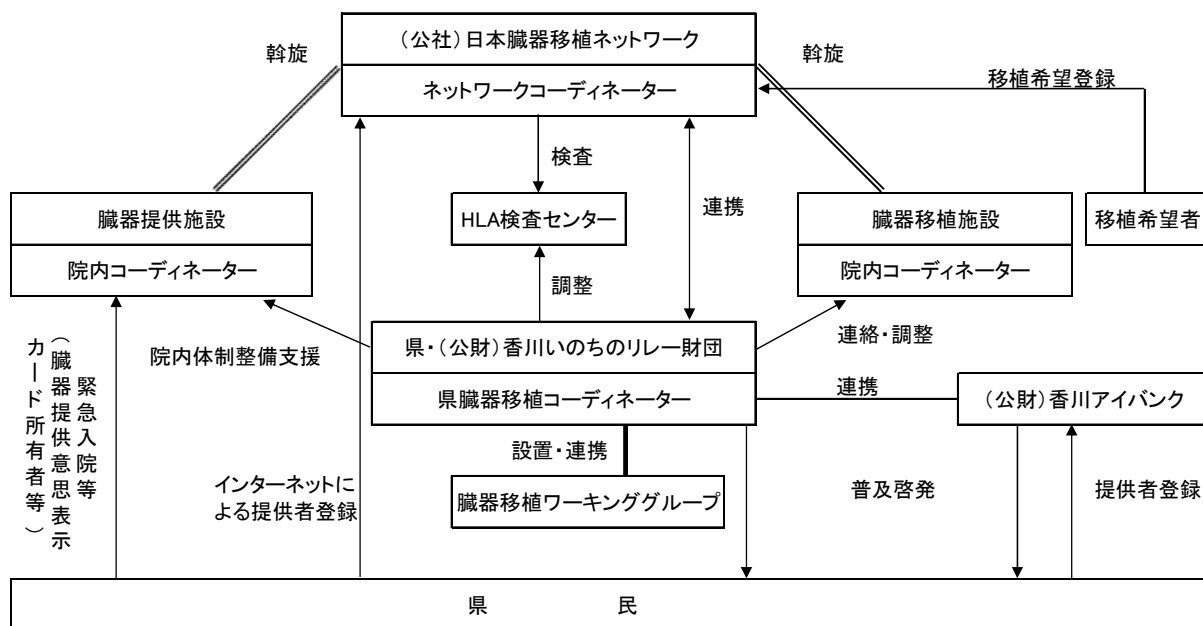 （公社）日本臓器移植ネットワーク
斡旋
斡旋
ネットワークコーディネーター
移植希望登録
検査
連携
臓器提供施設
HLA検査センター
臓器移植施設
移植希望者
院内コーディネーター
院内コーディネーター
調整
県・（公財）香川いのちのリレー財団
連絡・調整
院内体制整備支援
県臓器移植コーディネーター
連携
（公財）香川アイバンク
緊急入院等
（臓器提供意思表示
カード所有者等）
設置・連携
インターネットに
よる提供者登録
臓器移植ワーキンググループ
普及啓発
提供者登録
県　民